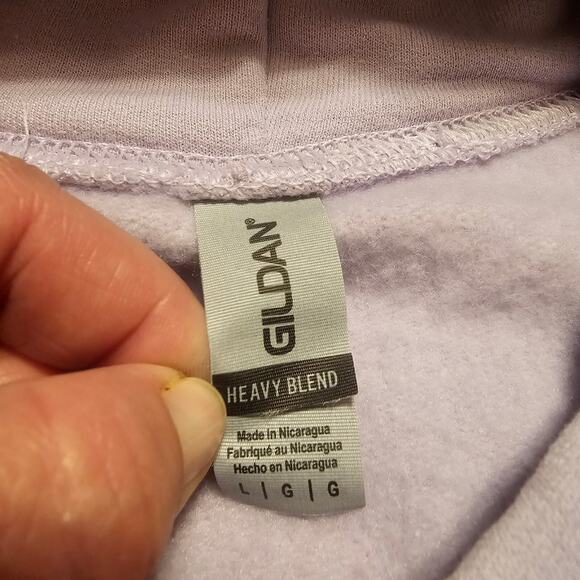 GILDAN®
HEAVY BLEND
Made in Nicaragua
Fabriqué au Nicaragua
Hecho en Nicaragua
L | G | G